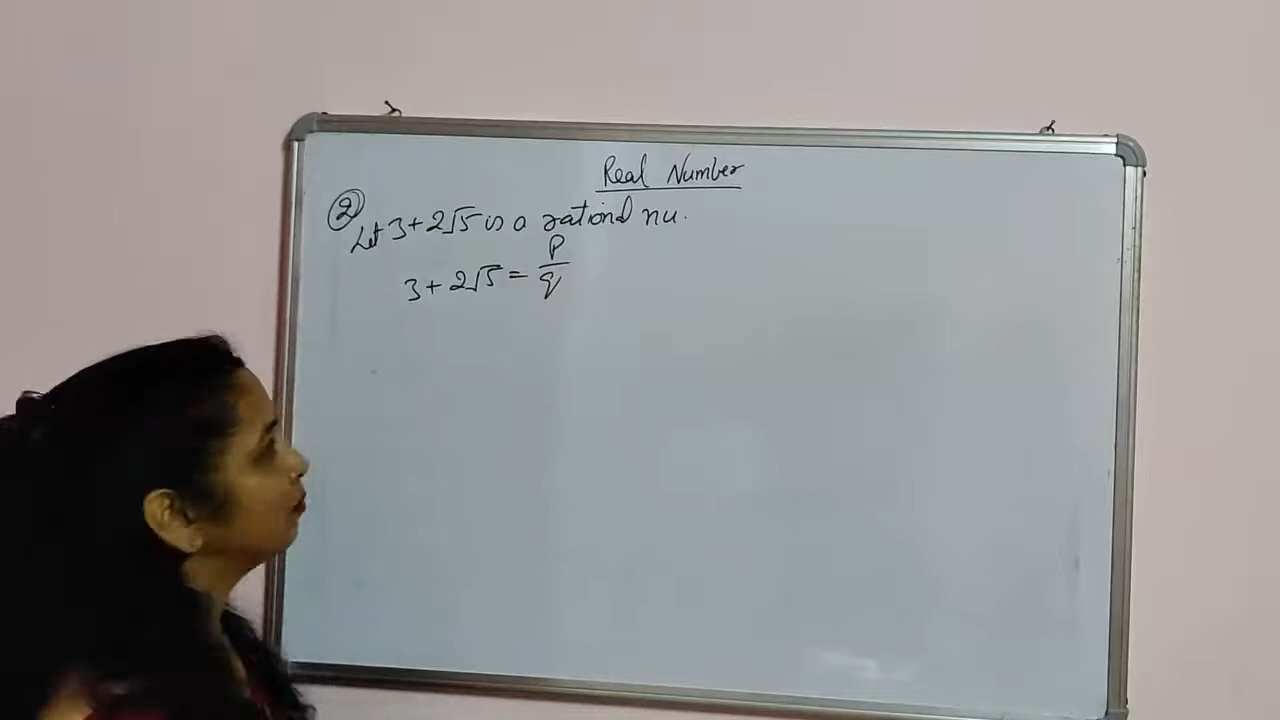 Real Number
② Let 3+2√5 is a rational nu.
3+2√5 = p/q